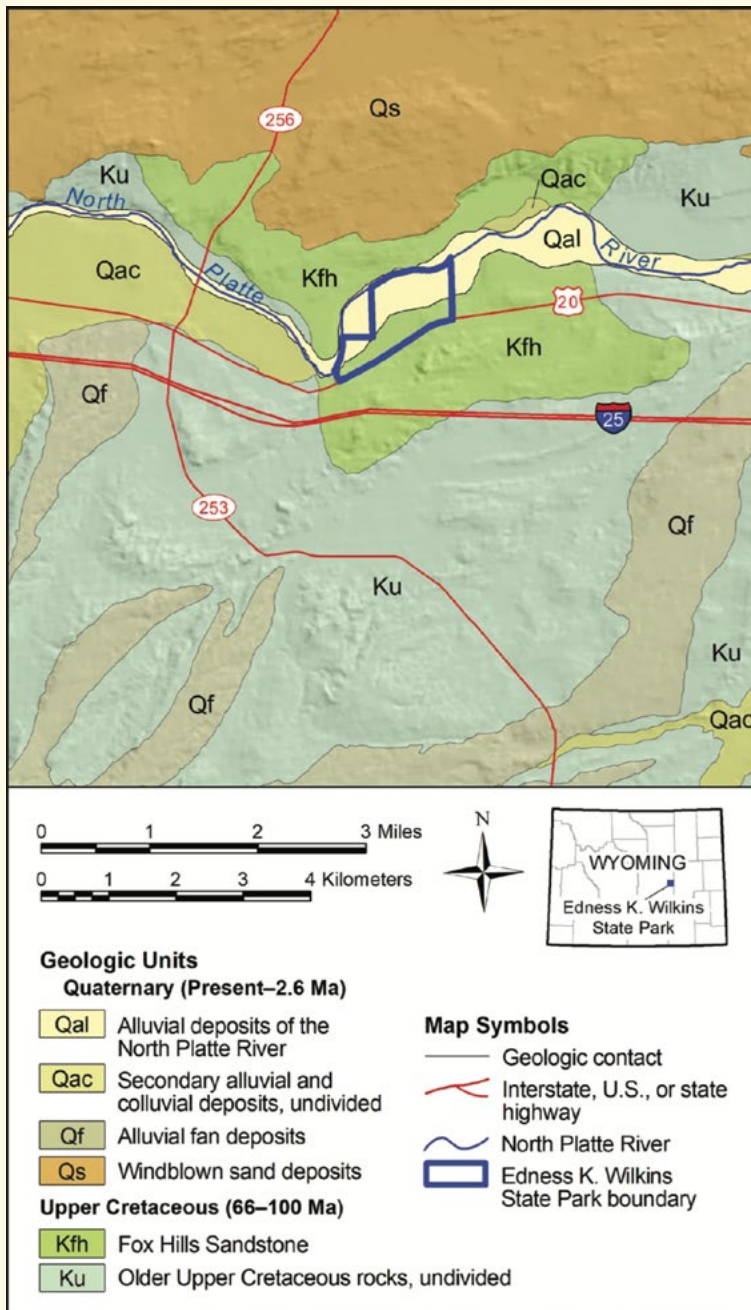 256
Qs
Ku
North
Qac
Ku
Qal
River
Qac
Platte
Kfh
20
Kfh
Qf
25
253
Qf
Ku
Ku
Qf
Qac
0 1 2 3 Miles
0 1 2 3 4 Kilometers
N
WYOMING
Edness K. Wilkins
State Park
Geologic Units
Quaternary (Present–2.6 Ma)
Qal Alluvial deposits of the
North Platte River
Qac Secondary alluvial and
colluvial deposits, undivided
Qf Alluvial fan deposits
Qs Windblown sand deposits
Upper Cretaceous (66–100 Ma)
Kfh Fox Hills Sandstone
Ku Older Upper Cretaceous rocks, undivided
Map Symbols
Geologic contact
Interstate, U.S., or state
highway
North Platte River
Edness K. Wilkins
State Park boundary